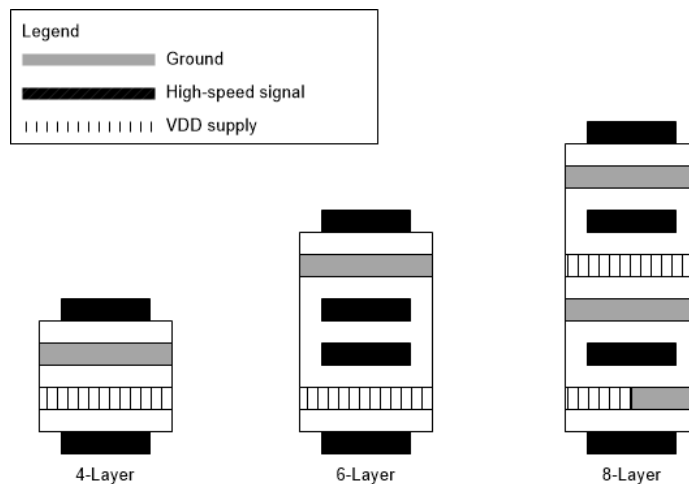 Legend
Ground
High-speed signal
VDD supply
4-Layer
6-Layer
8-Layer